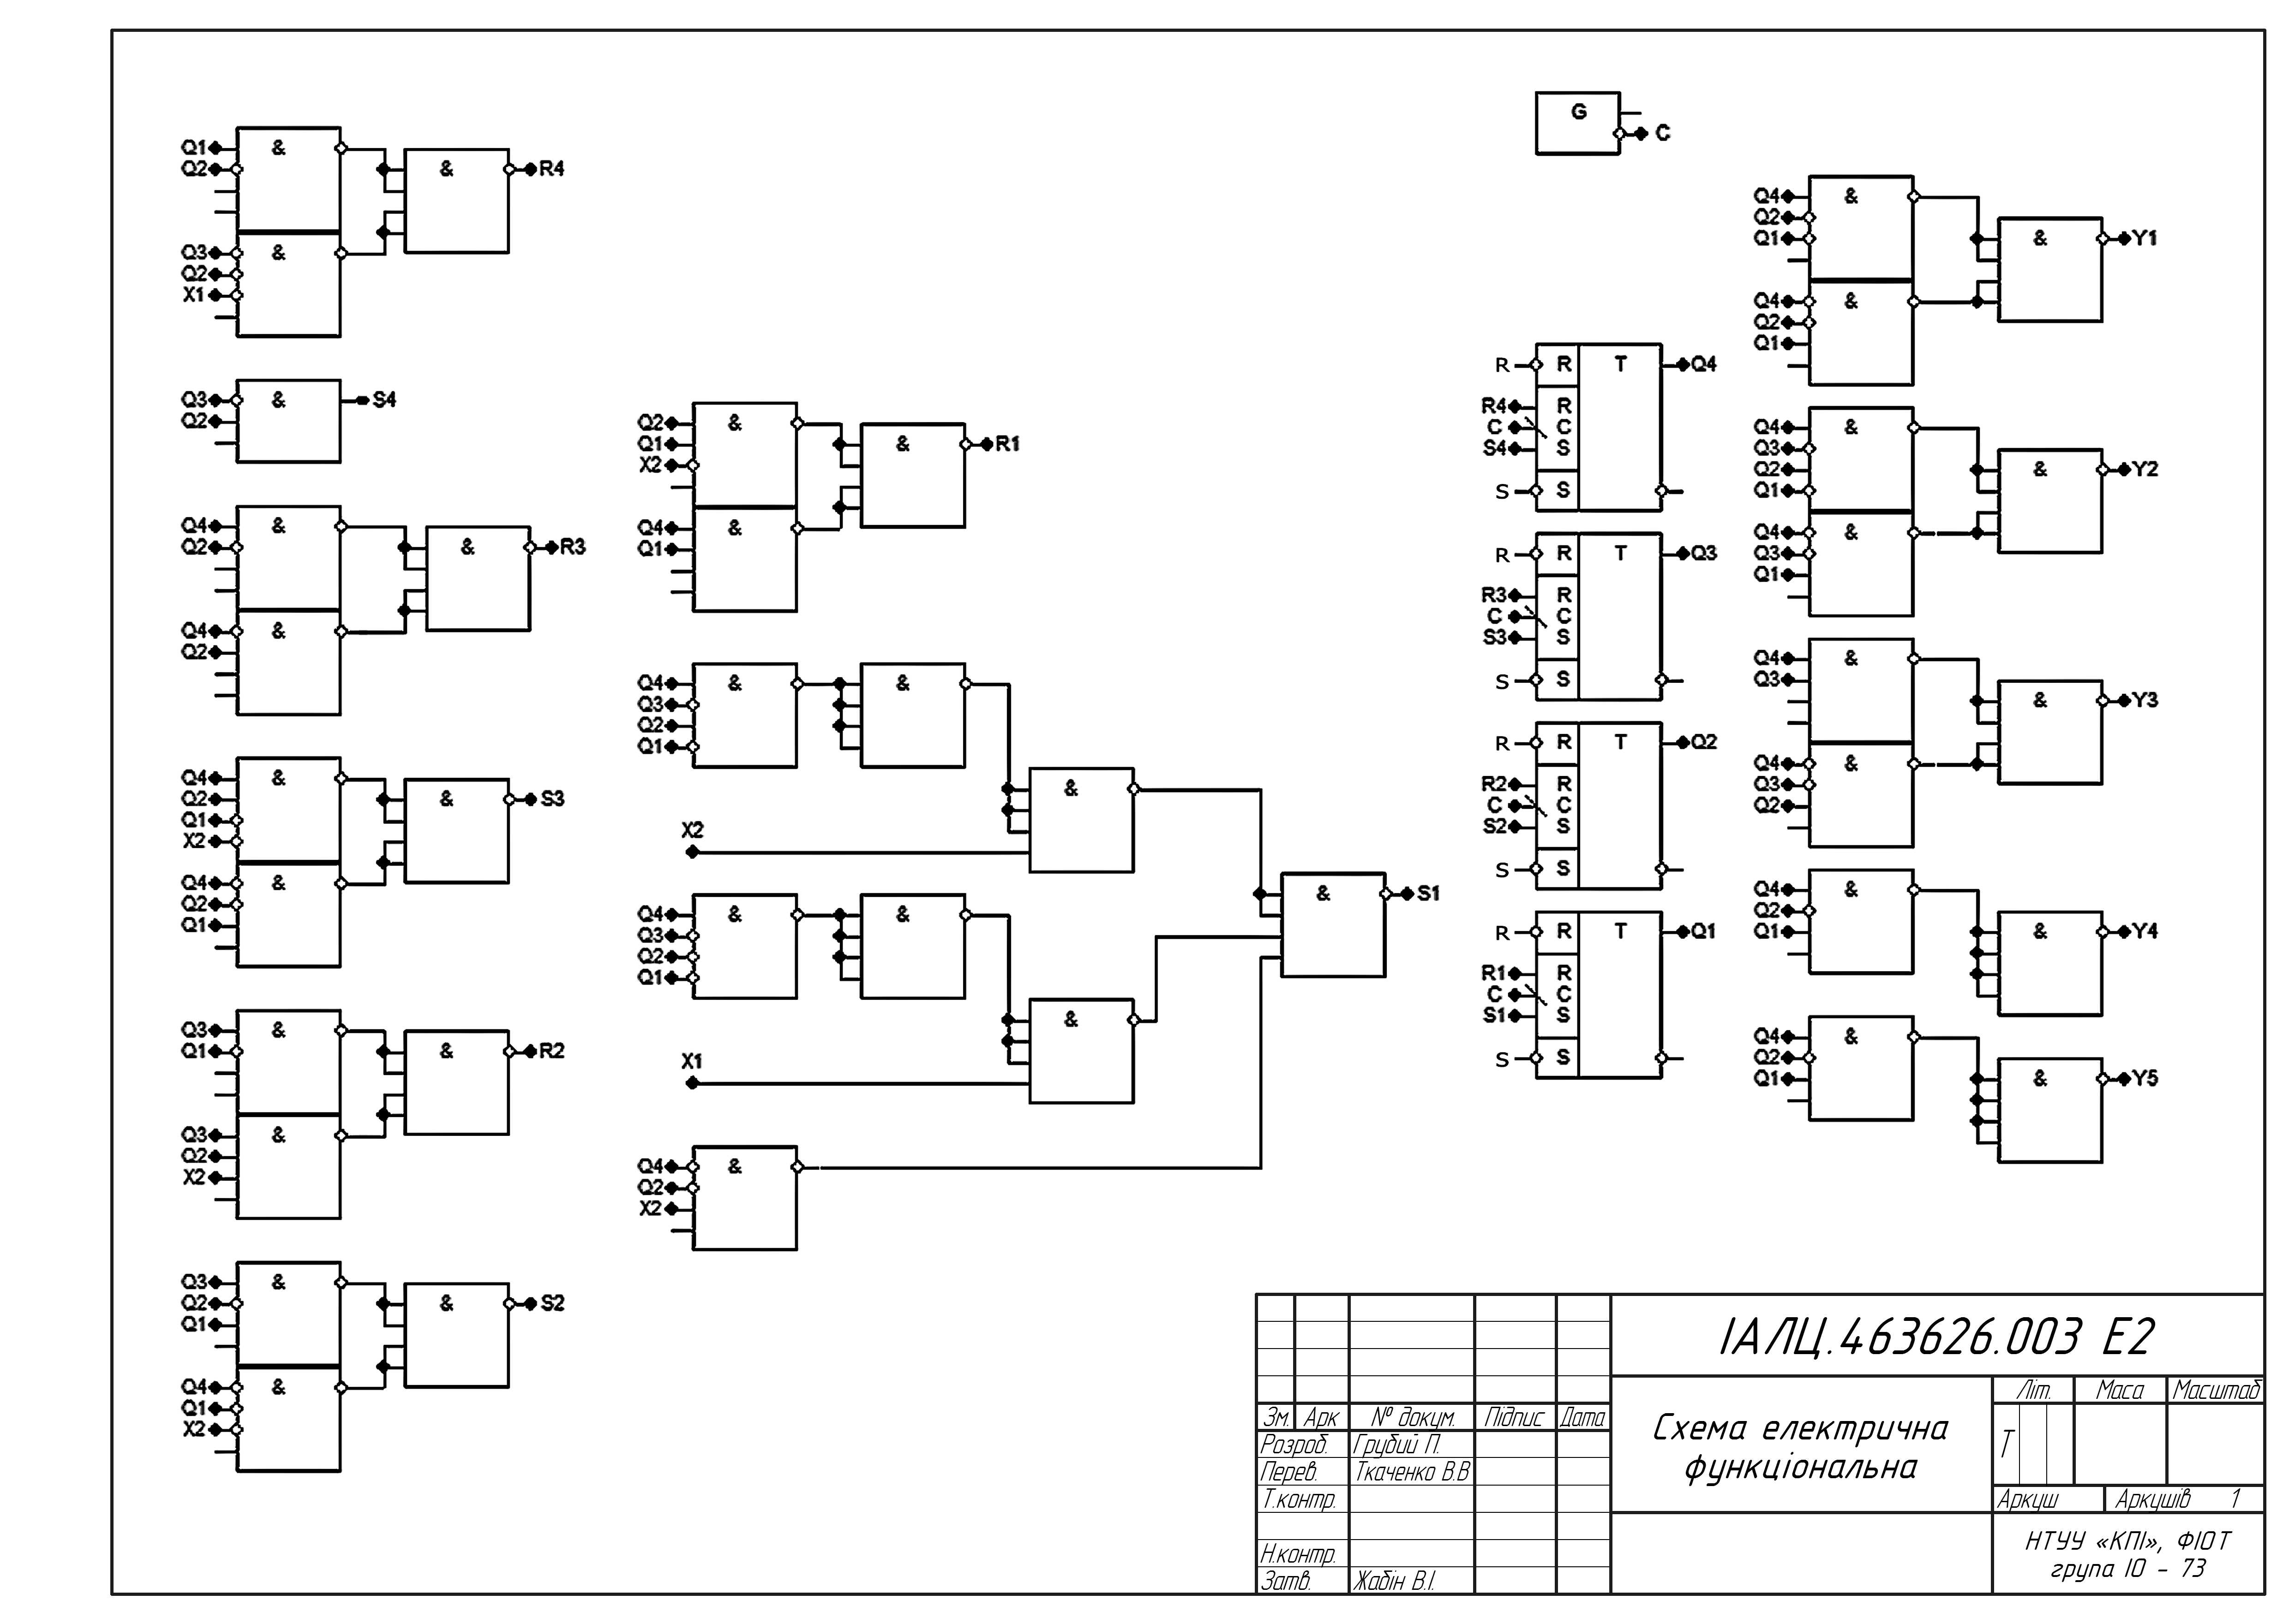 Q1 & & R4
Q2
Q3 &
Q2
X1
Q3 & S4
Q2
Q4 & & R3
Q2
Q4 &
Q2
Q4 & & S3
Q2
Q1
X2
Q4 &
Q2
Q1
Q3 & & R2
Q1
Q3 &
Q2
X2
Q3 & & S2
Q2
Q1
Q4 &
Q1
X2
Q2 & & R1
Q1
X2
Q4 &
Q1
Q4 & &
Q3
Q2
Q1
&
X2
Q4 & &
Q3
Q2
Q1
&
X1
& S1
Q4 &
Q2
X2
G
C
R R T Q4
R4 R
C C
S4 S
S S
R R T Q3
R3 R
C C
S3 S
S S
R R T Q2
R2 R
C C
S2 S
S S
R R T Q1
R1 R
C C
S1 S
S S
Q4 & & Y1
Q2
Q1
Q4 &
Q2
Q1
Q4 & & Y2
Q3
Q2
Q1
Q4 &
Q3
Q1
Q4 & & Y3
Q3
Q4 &
Q3
Q2
Q4 & & Y4
Q2
Q1
Q4 & & Y5
Q2
Q1
ІАЛЦ.463626.003 Е2
Зм. Арк № докум. Підпис Дата
Розроб. Грубий П.
Перев. Ткаченко В.В
Т.контр.
Н.контр.
Затв. Жабін В.І.
Схема електрична
функціональна
Літ. Маса Масштаб
Т
Аркуш Аркушів 1
НТУУ «КПІ», ФІОТ
група ІО - 73